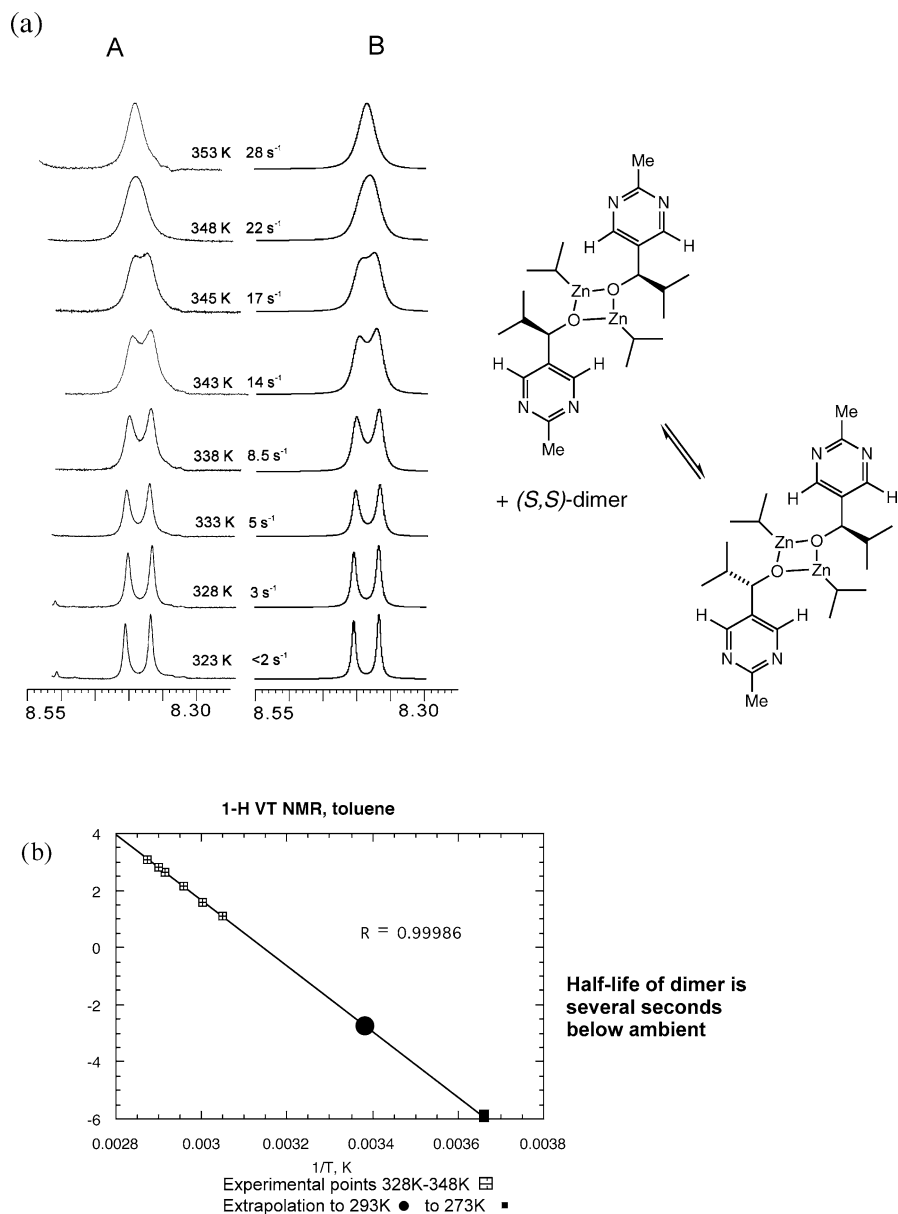 (a)
A B
353 K 28 s⁻¹
348 K 22 s⁻¹
345 K 17 s⁻¹
343 K 14 s⁻¹
338 K 8.5 s⁻¹
333 K 5 s⁻¹
328 K 3 s⁻¹
323 K <2 s⁻¹
8.55 8.30 8.55 8.30
Me
N N
H H
Zn O
O Zn
H H
N N
Me
+ (S,S)-dimer
Me
N N
H H
Zn O
O Zn
H H
N N
Me
(b)
1-H VT NMR, toluene
4
2
0
-2
-4
-6
R = 0.99986
0.0028 0.003 0.0032 0.0034 0.0036 0.0038
1/T, K
Experimental points 328K-348K
Extrapolation to 293K to 273K
Half-life of dimer is
several seconds
below ambient